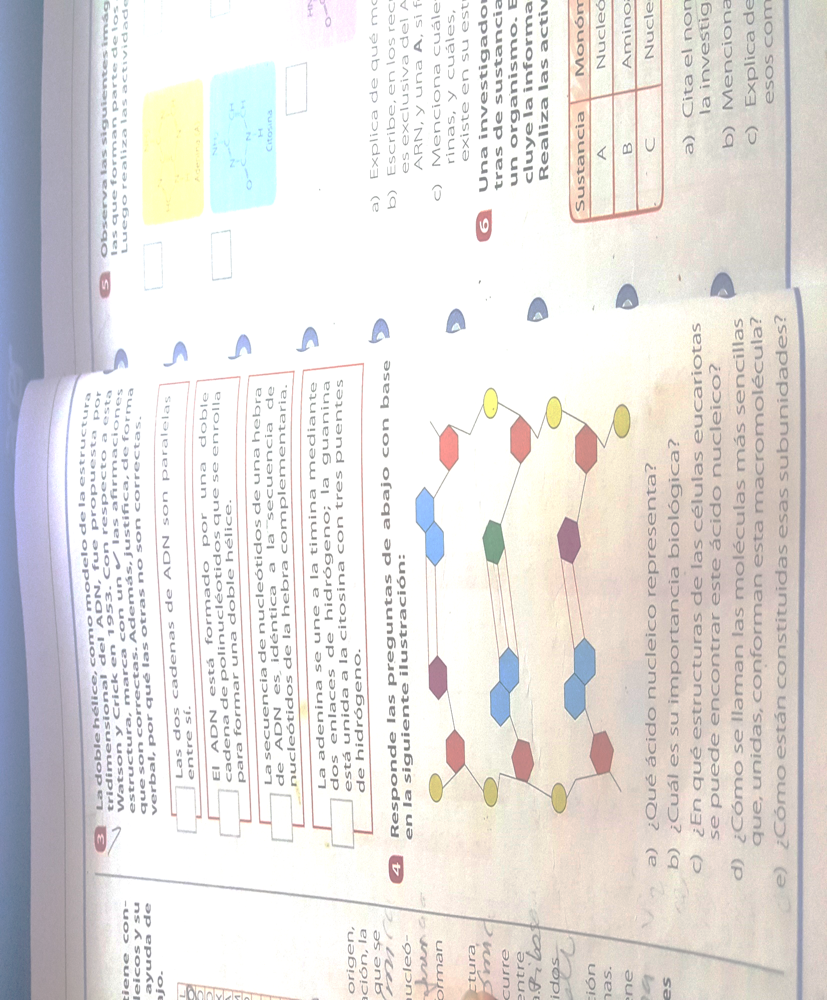 tiene con-
leicos y su
ayuda de
ajo.
origen,
ación, la
que se
nucleó-
orman
ctura
curre
entre
idos
ción
nas.
ene
es
3 La doble hélice, como modelo de la estructura
tridimensional del ADN, fue propuesta por
Watson y Crick en 1953. Con respecto a esta
estructura, marca con un ✓ las afirmaciones
que son correctas. Además, justifica, de forma
verbal, por qué las otras no son correctas.
Las dos cadenas de ADN son paralelas
entre sí.
El ADN está formado por una doble
cadena de polinucléotidos que se enrolla
para formar una doble hélice.
La secuencia de nucleótidos de una hebra
de ADN es idéntica a la secuencia de
nucleótidos de la hebra complementaria.
La adenina se une a la timina mediante
dos enlaces de hidrógeno; la guanina
está unida a la citosina con tres puentes
de hidrógeno.
4 Responde las preguntas de abajo con base
en la siguiente ilustración:
a) ¿Qué ácido nucleico representa?
b) ¿Cuál es su importancia biológica?
c) ¿En qué estructuras de las células eucariotas
se puede encontrar este ácido nucleico?
d) ¿Cómo se llaman las moléculas más sencillas
que, unidas, conforman esta macromolécula?
e) ¿Cómo están constituidas esas subunidades?
5 Observa las siguientes imág
las que forman parte de los
Luego realiza las actividade
NH₂
C
N
CH
O
C
CH
N
H
Citosina
HN
O
a) Explica de qué mo
b) Escribe, en los rec
es exclusiva del A
ARN, y una A, si f
c) Menciona cuále
rinas, y cuáles,
existe en su est
6 Una investigado
tras de sustancia
un organismo. E
cluye la informa
Realiza las activ
Sustancia Monóm
A Nucleó
B Amino
C Nucle
a) Cita el nom
la investig
b) Menciona
c) Explica de
esos com